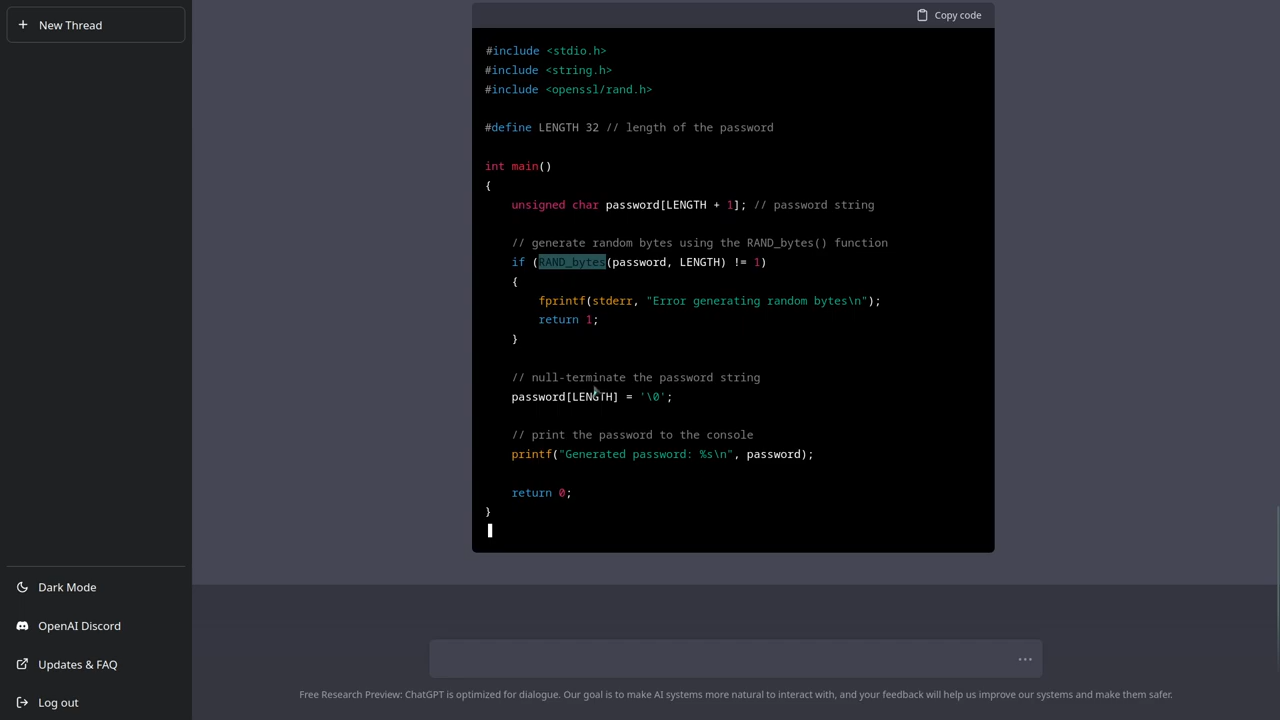 New Thread
Copy code
#include <stdio.h>
#include <string.h>
#include <openssl/rand.h>
#define LENGTH 32 // length of the password
int main()
{
unsigned char password[LENGTH + 1]; // password string
// generate random bytes using the RAND_bytes() function
if (RAND_bytes(password, LENGTH) != 1)
{
fprintf(stderr, "Error generating random bytes\n");
return 1;
}
// null-terminate the password string
password[LENGTH] = '\0';
// print the password to the console
printf("Generated password: %s\n", password);
return 0;
}
Dark Mode
OpenAI Discord
Updates & FAQ
Log out
Free Research Preview: ChatGPT is optimized for dialogue. Our goal is to make AI systems more natural to interact with, and your feedback will help us improve our systems and make them safer.